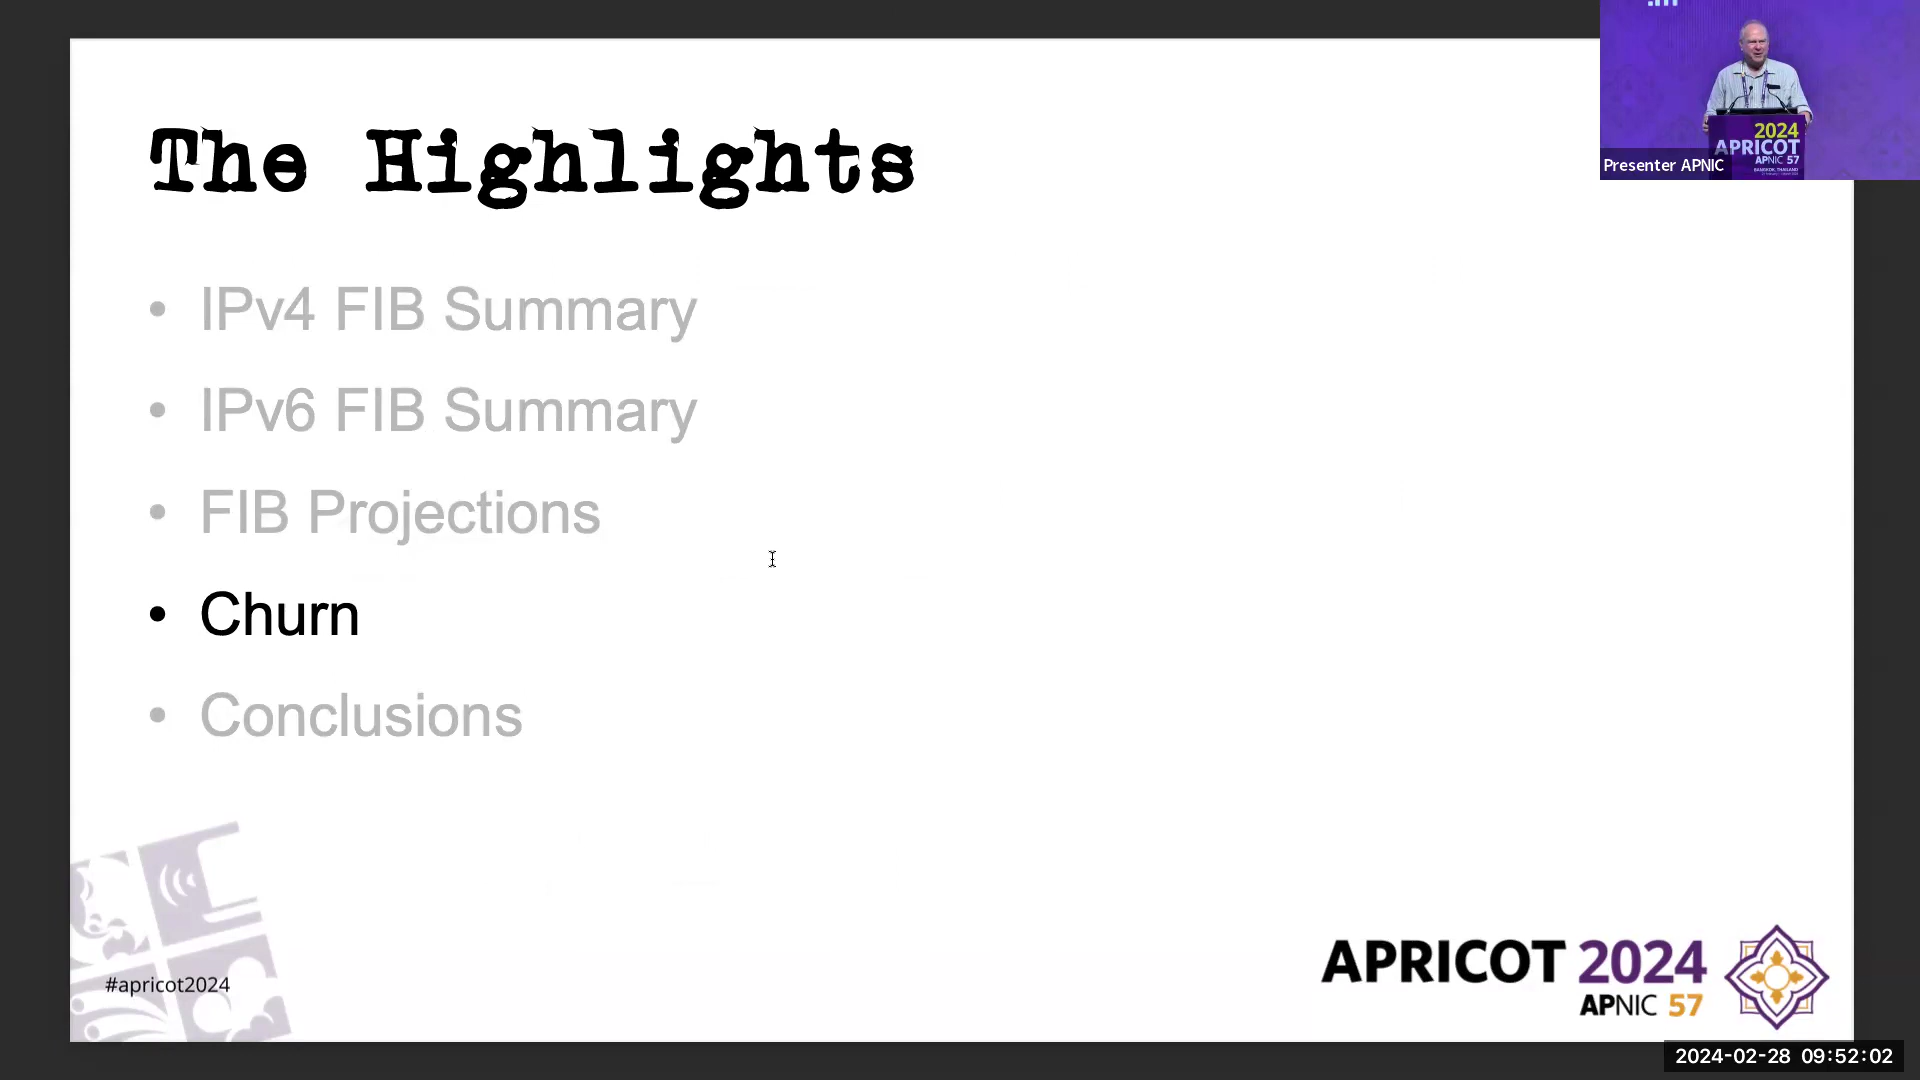 The Highlights
• IPv4 FIB Summary
• IPv6 FIB Summary
• FIB Projections
• Churn
• Conclusions
2024
APRICOT
APNIC 57
Presenter APNIC
#apricot2024
APRICOT 2024
APNIC 57
2024-02-28 09:52:02